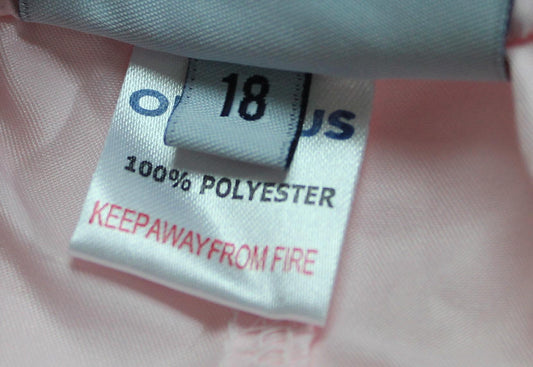 18
100% POLYESTER
KEEPAWAYFROM FIRE